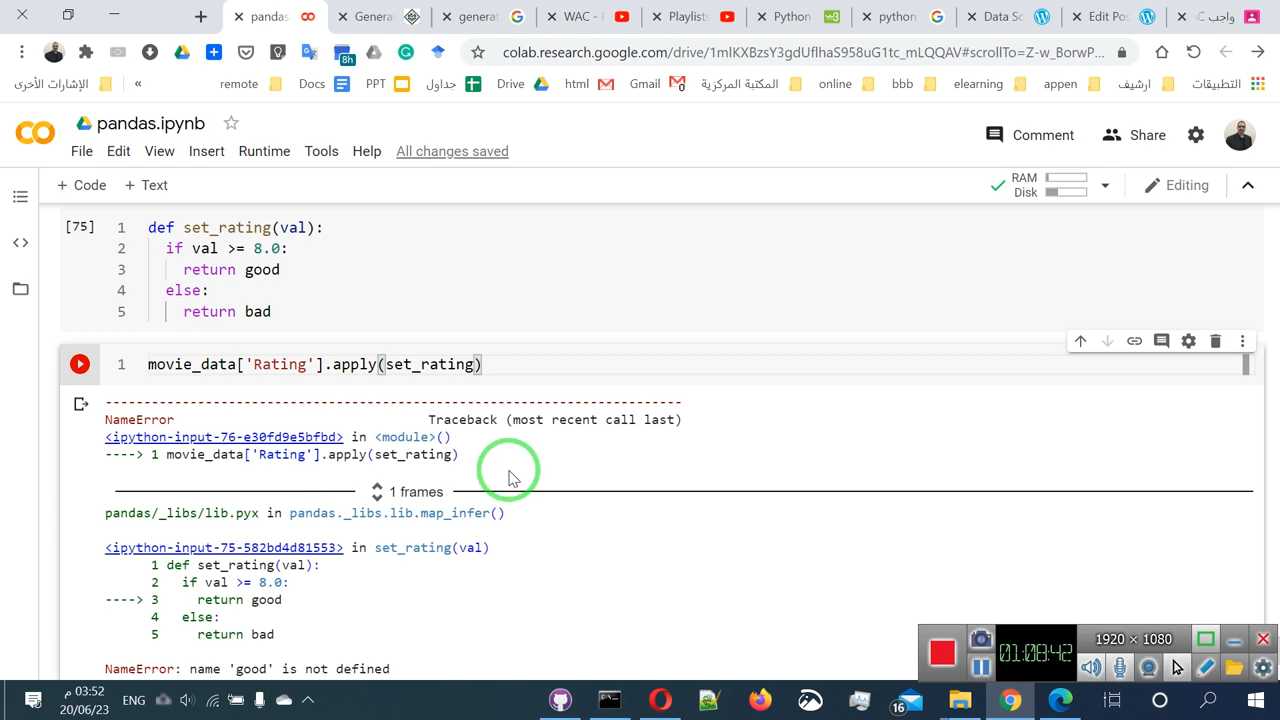 pandas
Genera
generat
WAC - F
Playlists
Python
python
Data Sc
Edit Pos
واجب C
8h
colab.research.google.com/drive/1mlKXBzsY3gdUflhaS958uG1tc_mLQQAV#scrollTo=Z-w_BorwP...
الإشارات الأخرى
«
remote
Docs
PPT
جداول
Drive
html
Gmail
المكتبة المركزية
online
bbb
elearning
appen
ارشيف
التطبيقات
pandas.ipynb
Comment
Share
File Edit View Insert Runtime Tools Help All changes saved
+ Code + Text
RAM
Disk
Editing
[75]
1 def set_rating(val):
2 if val >= 8.0:
3 return good
4 else:
5 return bad
1 movie_data['Rating'].apply(set_rating)
---------------------------------------------------------------------------
NameError Traceback (most recent call last)
<ipython-input-76-e30fd9e5bfbd> in <module>()
----> 1 movie_data['Rating'].apply(set_rating)
1 frames
pandas/_libs/lib.pyx in pandas._libs.lib.map_infer()
<ipython-input-75-582bd4d81553> in set_rating(val)
1 def set_rating(val):
2 if val >= 8.0:
----> 3 return good
4 else:
5 return bad
NameError: name 'good' is not defined
01:08:42
1920 × 1080
03:52 م
20/06/23
ENG
16